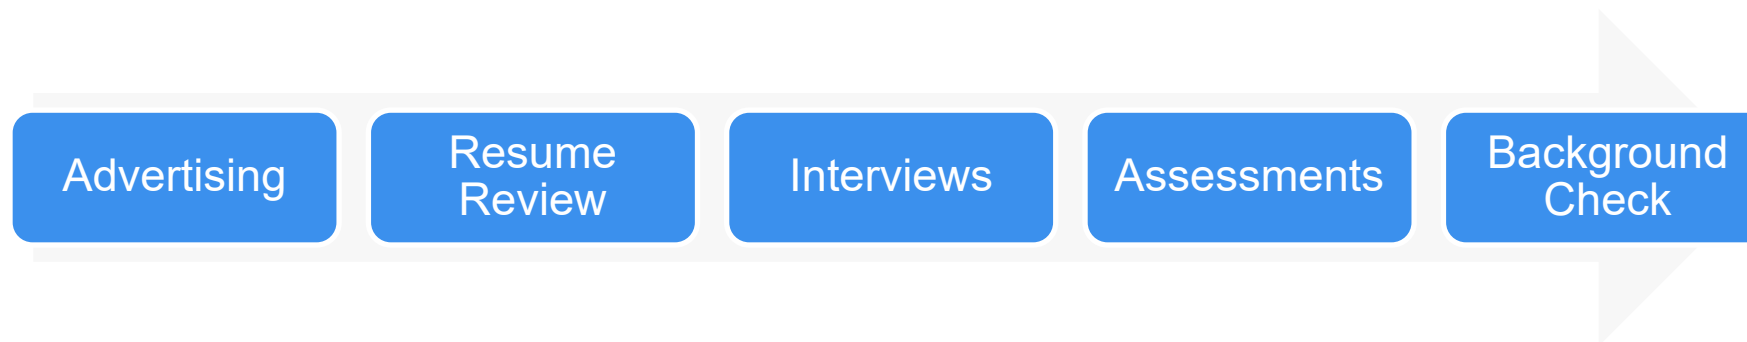 Advertising
Resume
Review
Interviews
Assessments
Background
Check